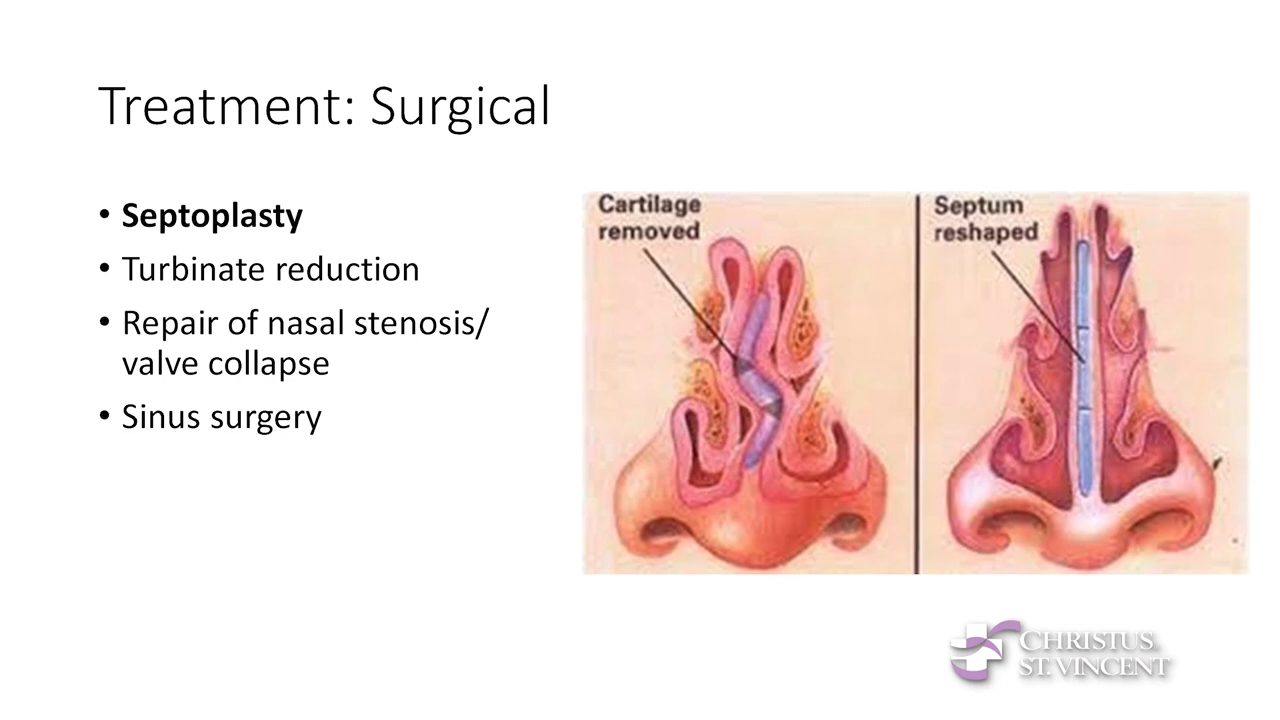 Treatment: Surgical
• Septoplasty
• Turbinate reduction
• Repair of nasal stenosis/
valve collapse
• Sinus surgery
Cartilage
removed
Septum
reshaped
CHRISTUS
ST. VINCENT